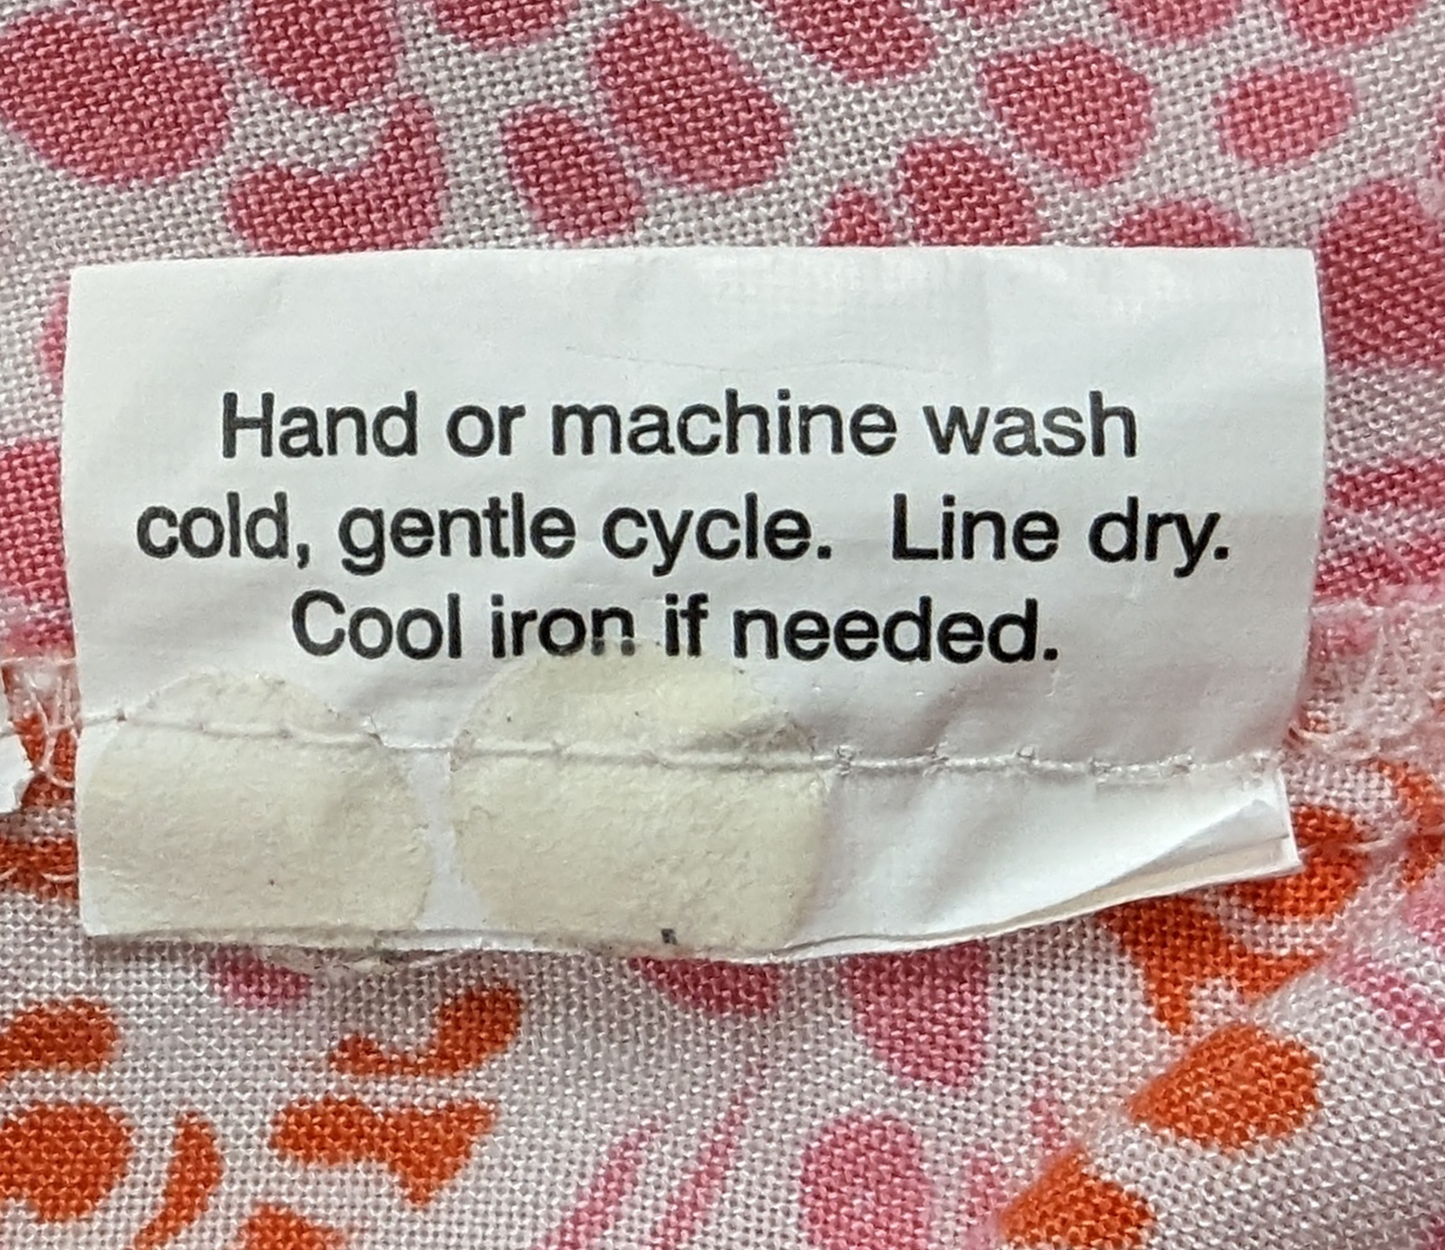 Hand or machine wash
cold, gentle cycle.  Line dry.
Cool iron if needed.